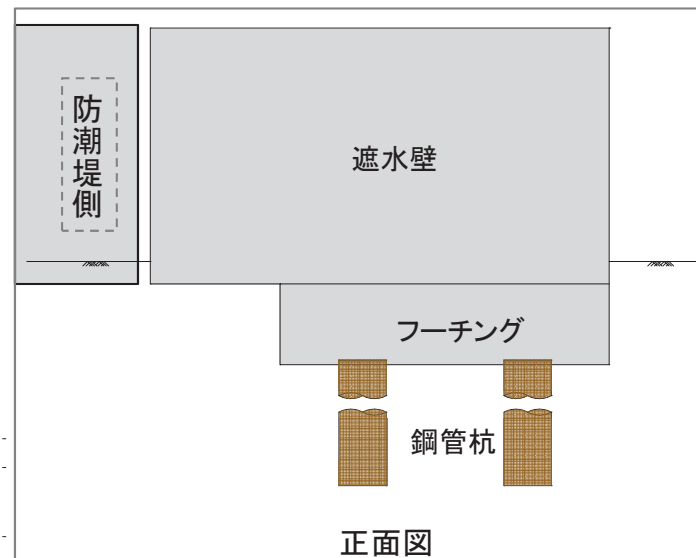 防潮堤側
遮水壁
フーチング
鋼管杭
正面図